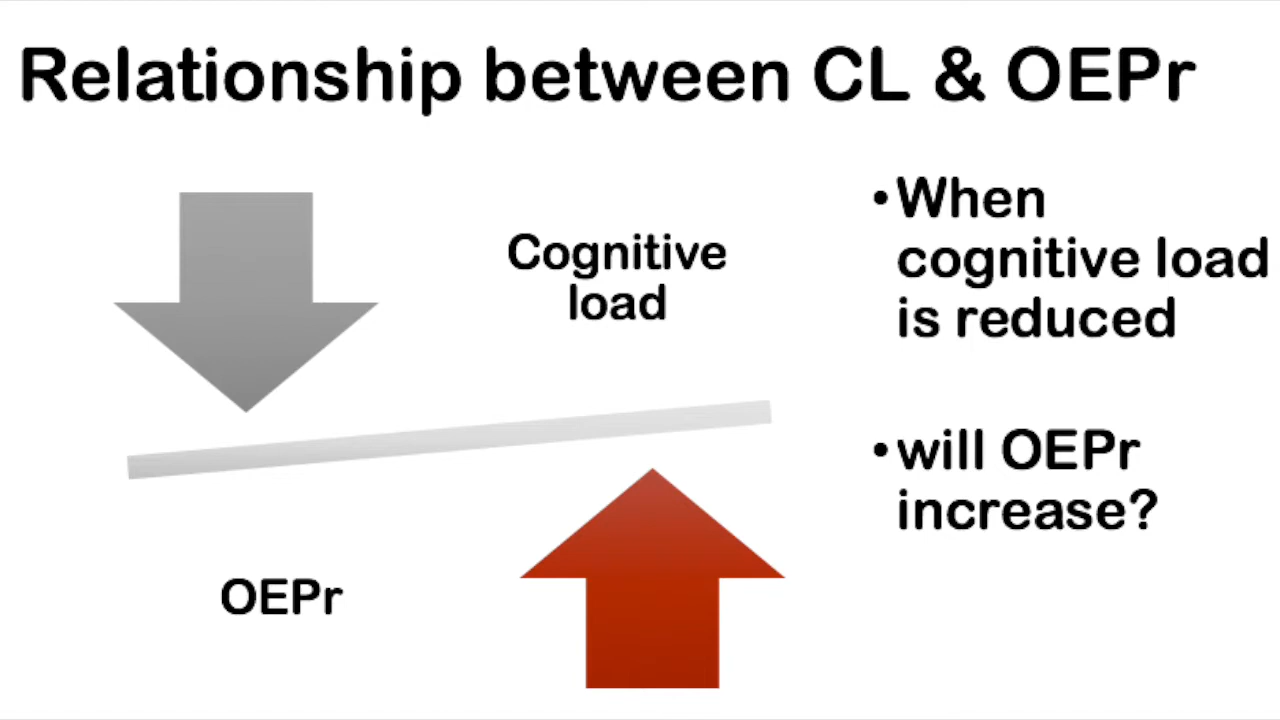 Relationship between CL & OEPr
Cognitive
load
OEPr
•When
cognitive load
is reduced
•will OEPr
increase?